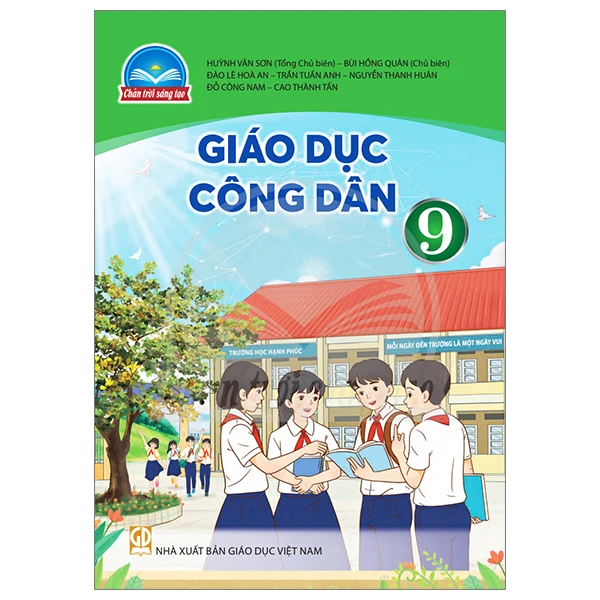 HUỲNH VĂN SƠN (Tổng Chủ biên) – BÙI HỒNG QUÂN (Chủ biên)
ĐÀO LÊ HOÀ AN – TRẦN TUẤN ANH – NGUYỄN THANH HUÂN
ĐỖ CÔNG NAM – CAO THÀNH TẤN
Chân trời sáng tạo
GIÁO DỤC
CÔNG DÂN
9
TRƯỜNG HỌC HẠNH PHÚC
MỖI NGÀY ĐẾN TRƯỜNG LÀ MỘT NGÀY VUI
GD
NHÀ XUẤT BẢN GIÁO DỤC VIỆT NAM